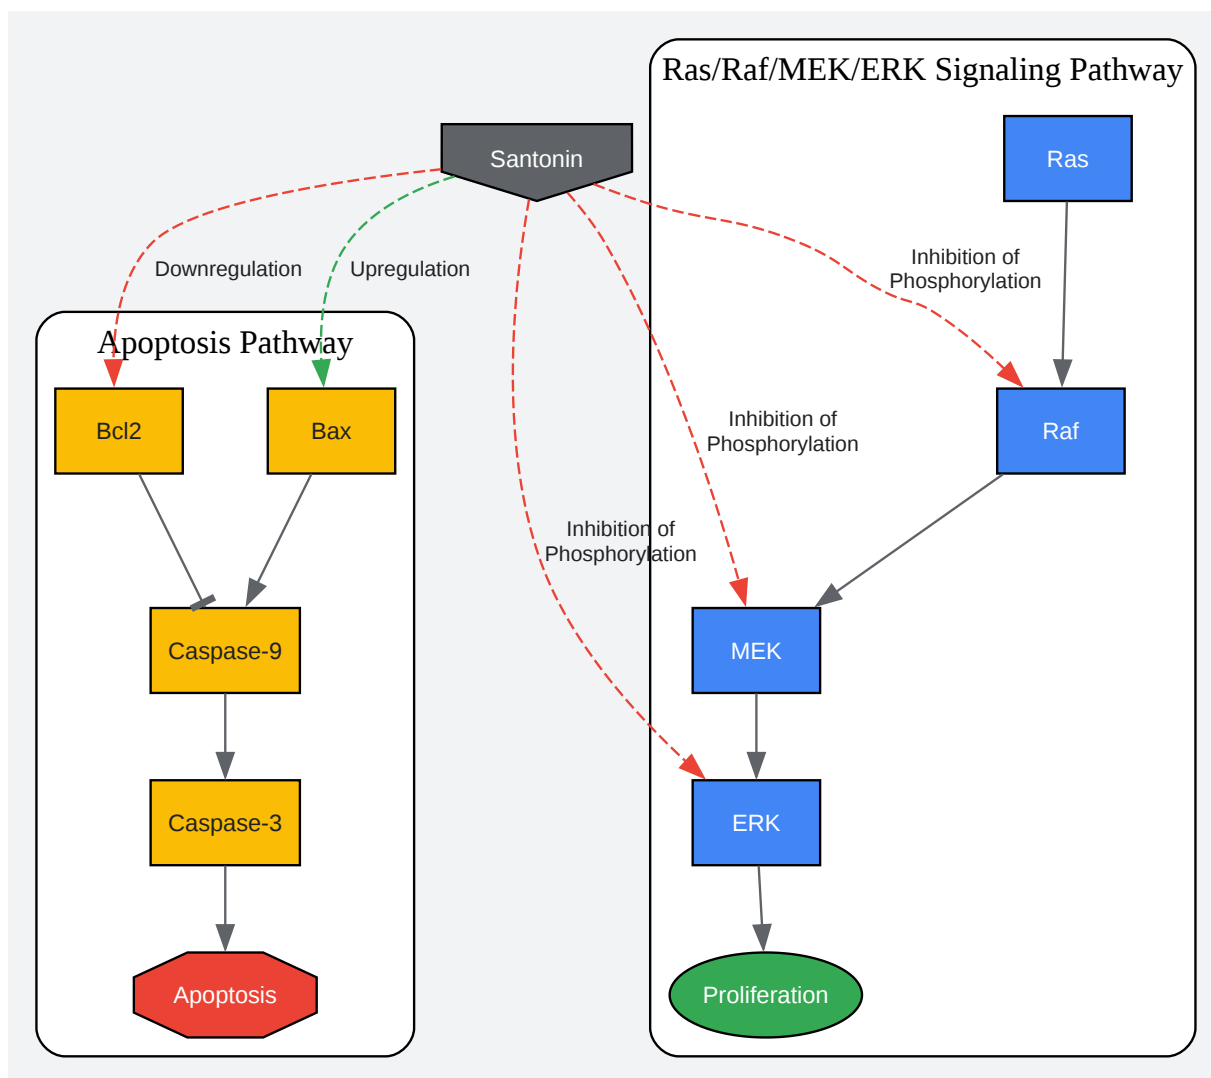 Ras/Raf/MEK/ERK Signaling Pathway
Santonin
Ras
Downregulation
Upregulation
Inhibition of
Phosphorylation
Apoptosis Pathway
Bcl2
Bax
Raf
Inhibition of
Phosphorylation
Inhibition of
Phosphorylation
Caspase-9
MEK
Caspase-3
ERK
Apoptosis
Proliferation